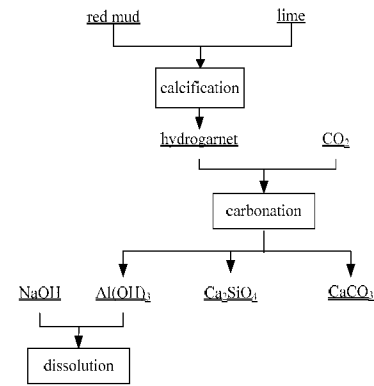 red mud lime
calcification
hydrogarnet CO₂
carbonation
NaOH Al(OH)₃ Ca₂SiO₄ CaCO₃
dissolution